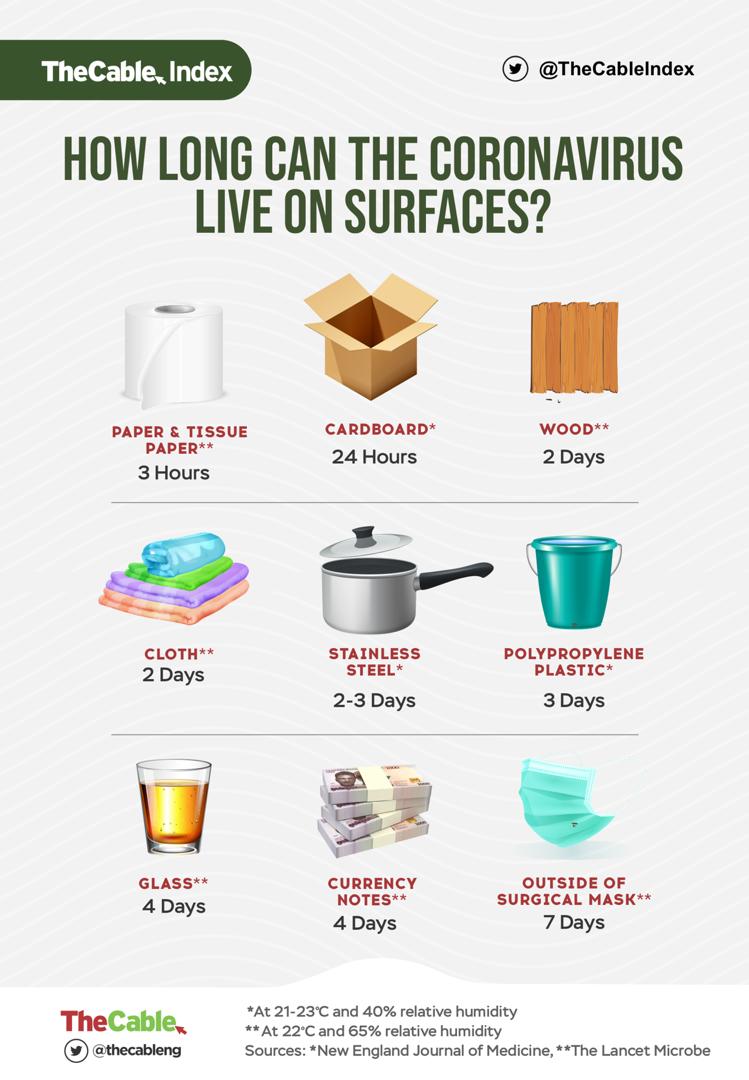 TheCable Index
@TheCableIndex
HOW LONG CAN THE CORONAVIRUS
LIVE ON SURFACES?
PAPER & TISSUE
PAPER**
3 Hours
CARDBOARD*
24 Hours
WOOD**
2 Days
CLOTH**
2 Days
STAINLESS
STEEL*
2-3 Days
POLYPROPYLENE
PLASTIC*
3 Days
GLASS**
4 Days
CURRENCY
NOTES**
4 Days
OUTSIDE OF
SURGICAL MASK**
7 Days
TheCable
@thecableng
*At 21-23°C and 40% relative humidity
**At 22°C and 65% relative humidity
Sources: *New England Journal of Medicine, **The Lancet Microbe